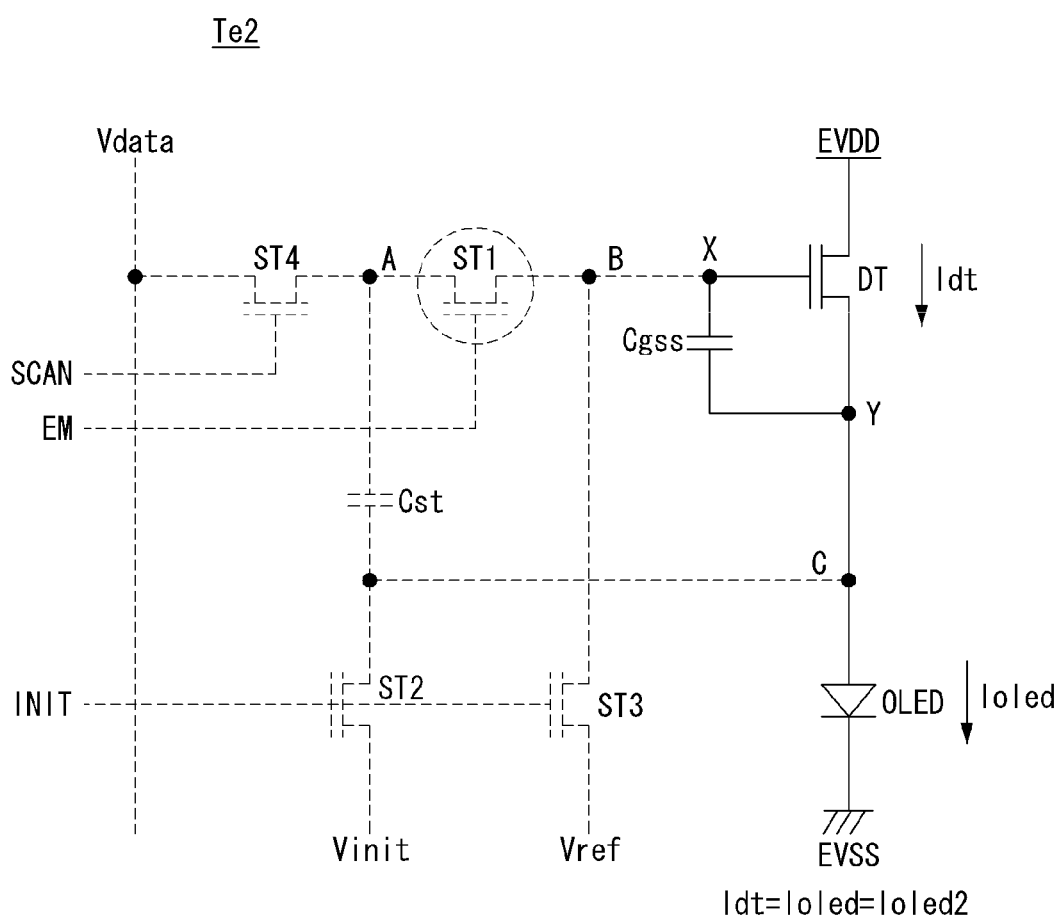 Te2
Vdata
EVDD
ST4
A
ST1
B
X
DT
Idt
Cgss
SCAN
EM
Y
Cst
C
INIT
ST2
ST3
OLED
Ioled
Vinit
Vref
EVSS
Idt=Ioled=Ioled2